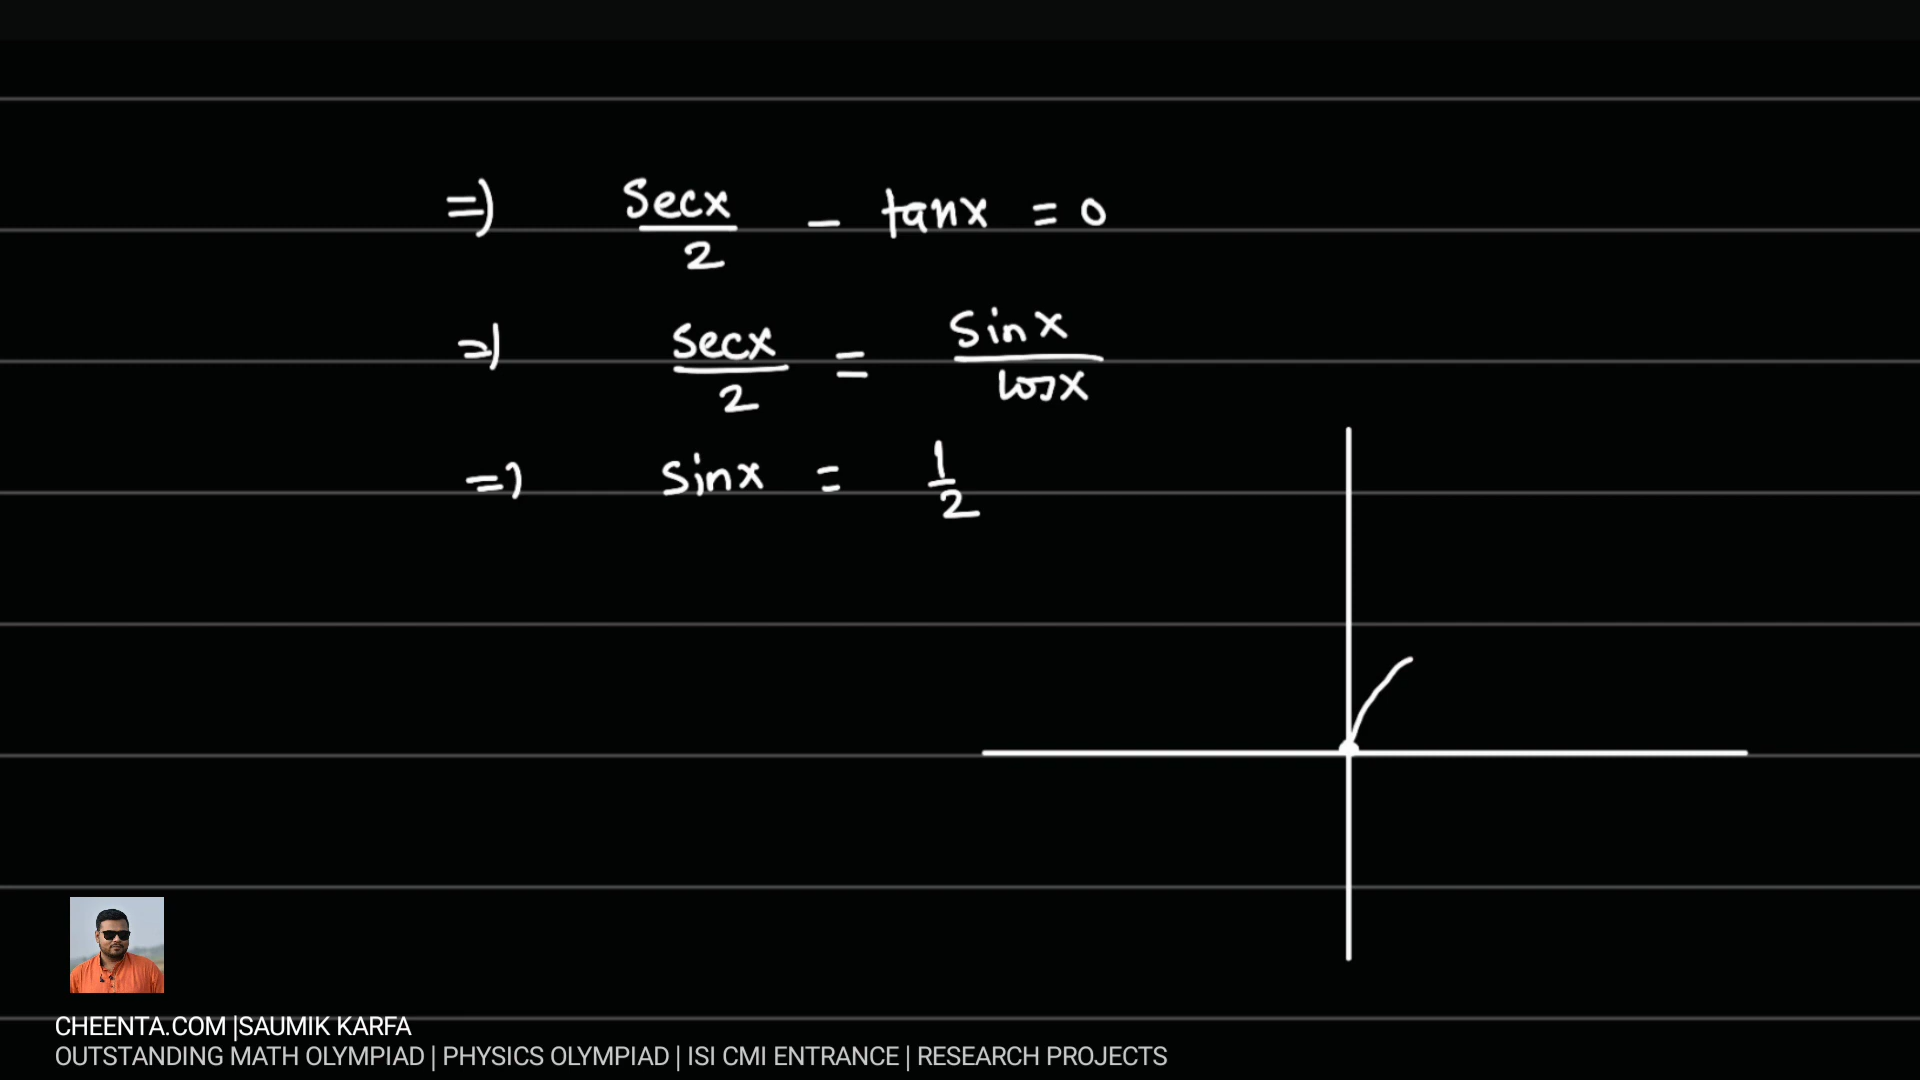 => secx/2 - tanx = 0
=> secx/2 = sinx/cosx
=> sinx = 1/2
CHEENTA.COM |SAUMIK KARFA
OUTSTANDING MATH OLYMPIAD | PHYSICS OLYMPIAD | ISI CMI ENTRANCE | RESEARCH PROJECTS